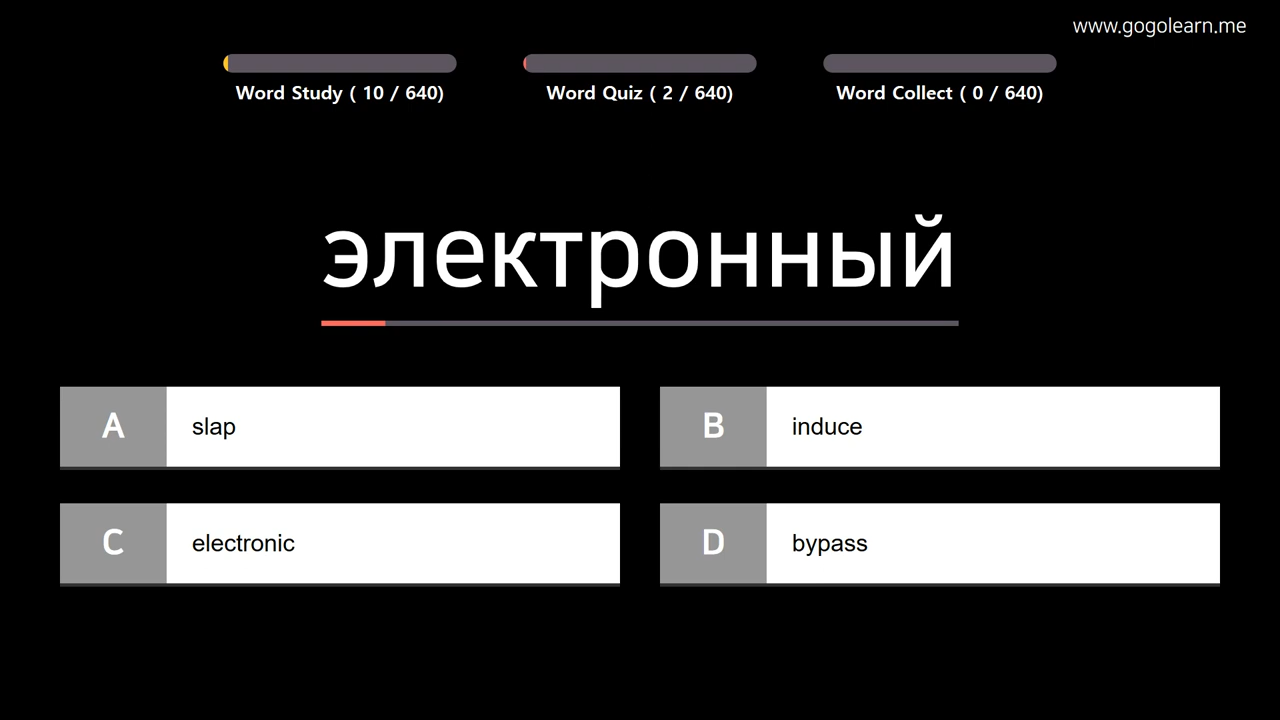 www.gogolearn.me
Word Study ( 10 / 640)
Word Quiz ( 2 / 640)
Word Collect ( 0 / 640)
электронный
A slap
B induce
C electronic
D bypass